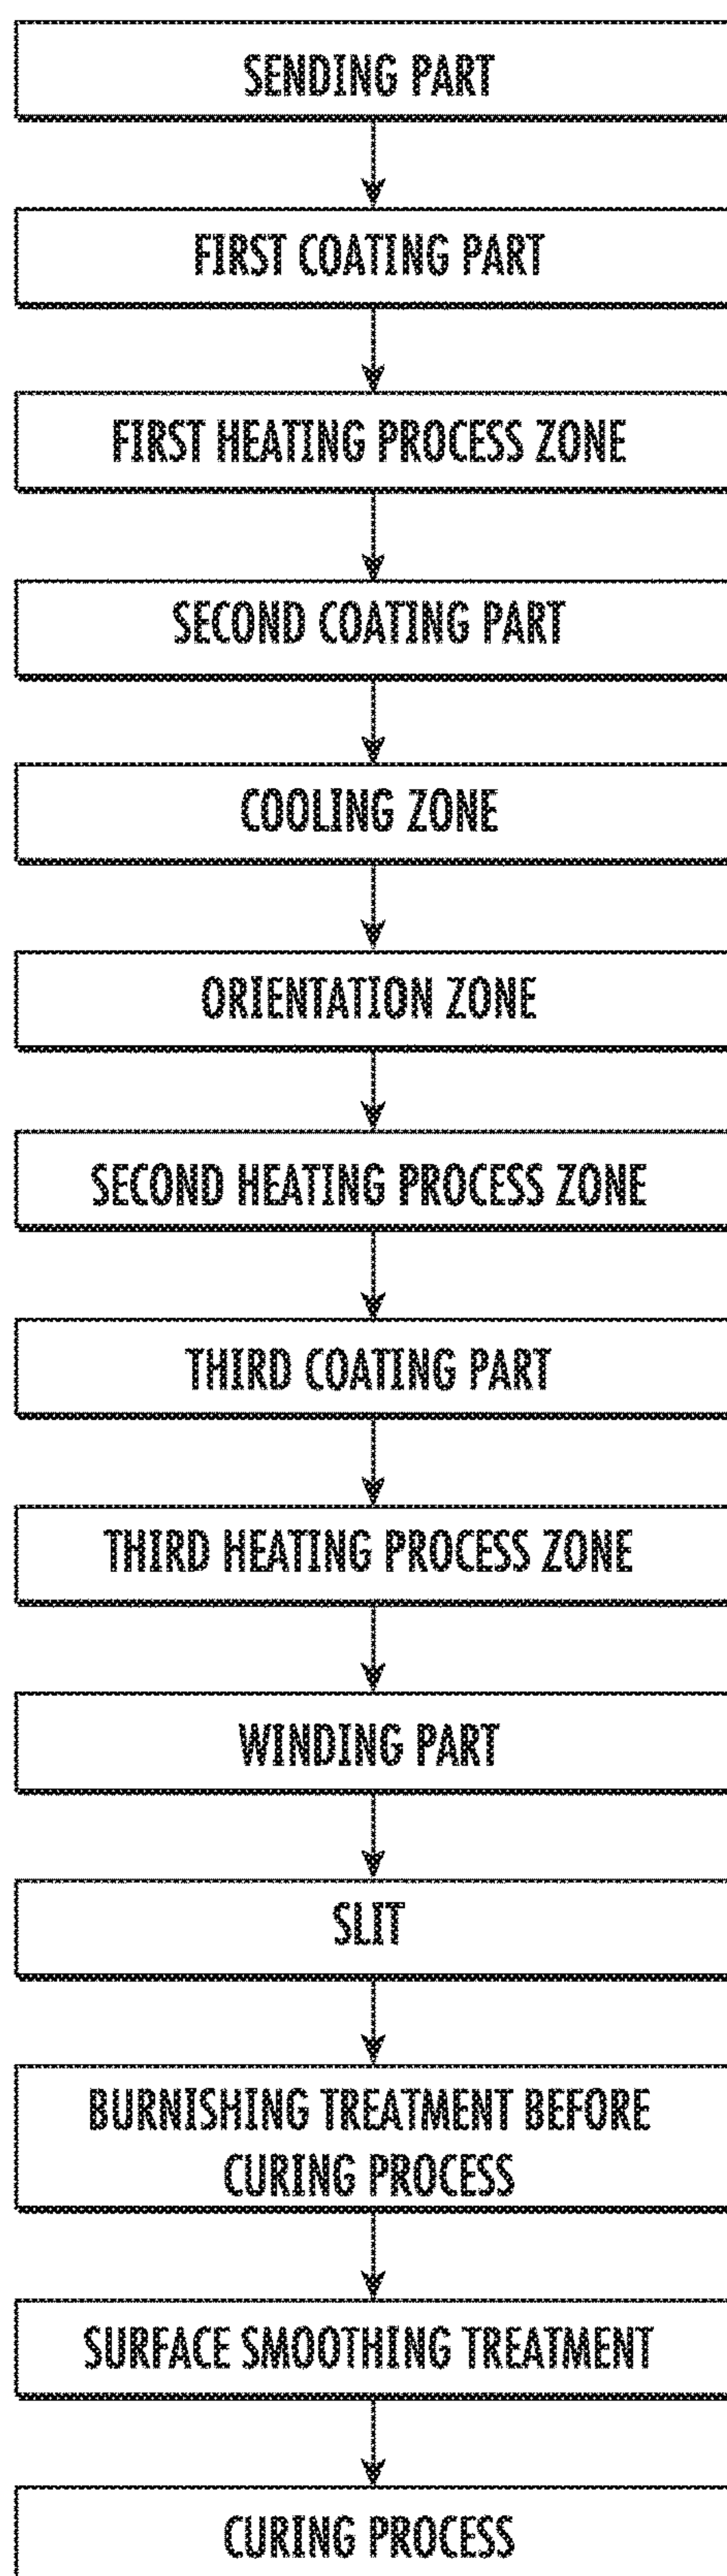 SENDING PART
FIRST COATING PART
FIRST HEATING PROCESS ZONE
SECOND COATING PART
COOLING ZONE
ORIENTATION ZONE
SECOND HEATING PROCESS ZONE
THIRD COATING PART
THIRD HEATING PROCESS ZONE
WINDING PART
SLIT
BURNISHING TREATMENT BEFORE
CURING PROCESS
SURFACE SMOOTHING TREATMENT
CURING PROCESS